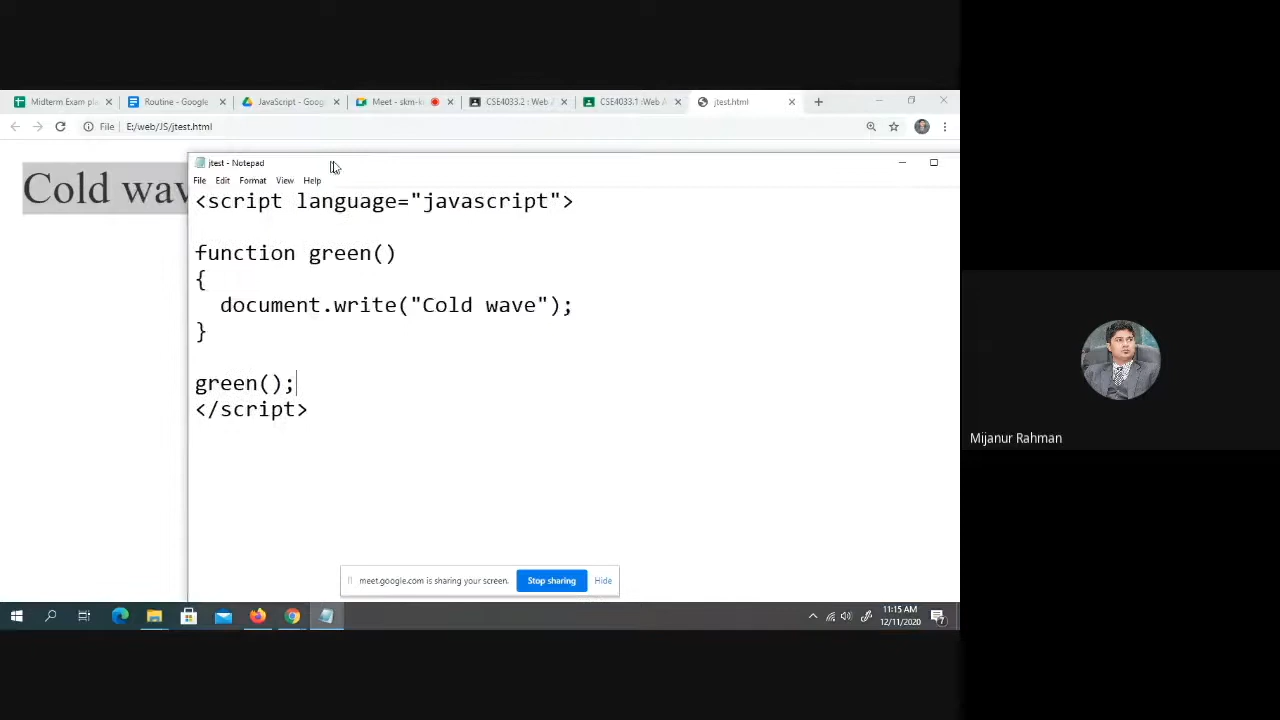 Midterm Exam pla
Routine - Google
JavaScript - Goog
Meet - skm-k
CSE4033.2 : Web
CSE4033.1 :Web
jtest.html
File
E:/web/JS/jtest.html
Cold wav
jtest - Notepad
File Edit Format View Help
<script language="javascript">
function green()
{
document.write("Cold wave");
}
green();
</script>
Mijanur Rahman
meet.google.com is sharing your screen.
Stop sharing
Hide
11:15 AM
12/11/2020
7